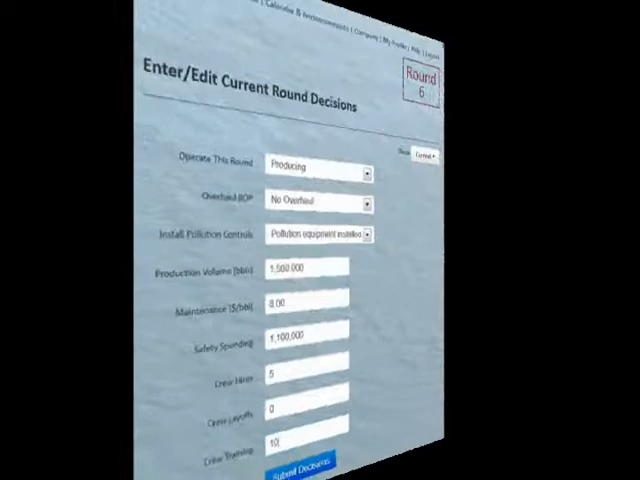 Calendar & Announcements | Company | My Profile | Help | Logout
Enter/Edit Current Round Decisions
Round
6
Current
Operate This Round
Producing
Overhaul BOP
No Overhaul
Install Pollution Controls
Pollution equipment installed
Production Volume (bbl)
1,500,000
Maintenance ($/bbl)
8.00
Safety Spending
1,100,000
Crew Hires
5
Crew Layoffs
0
Crew Training
10
Submit Decisions